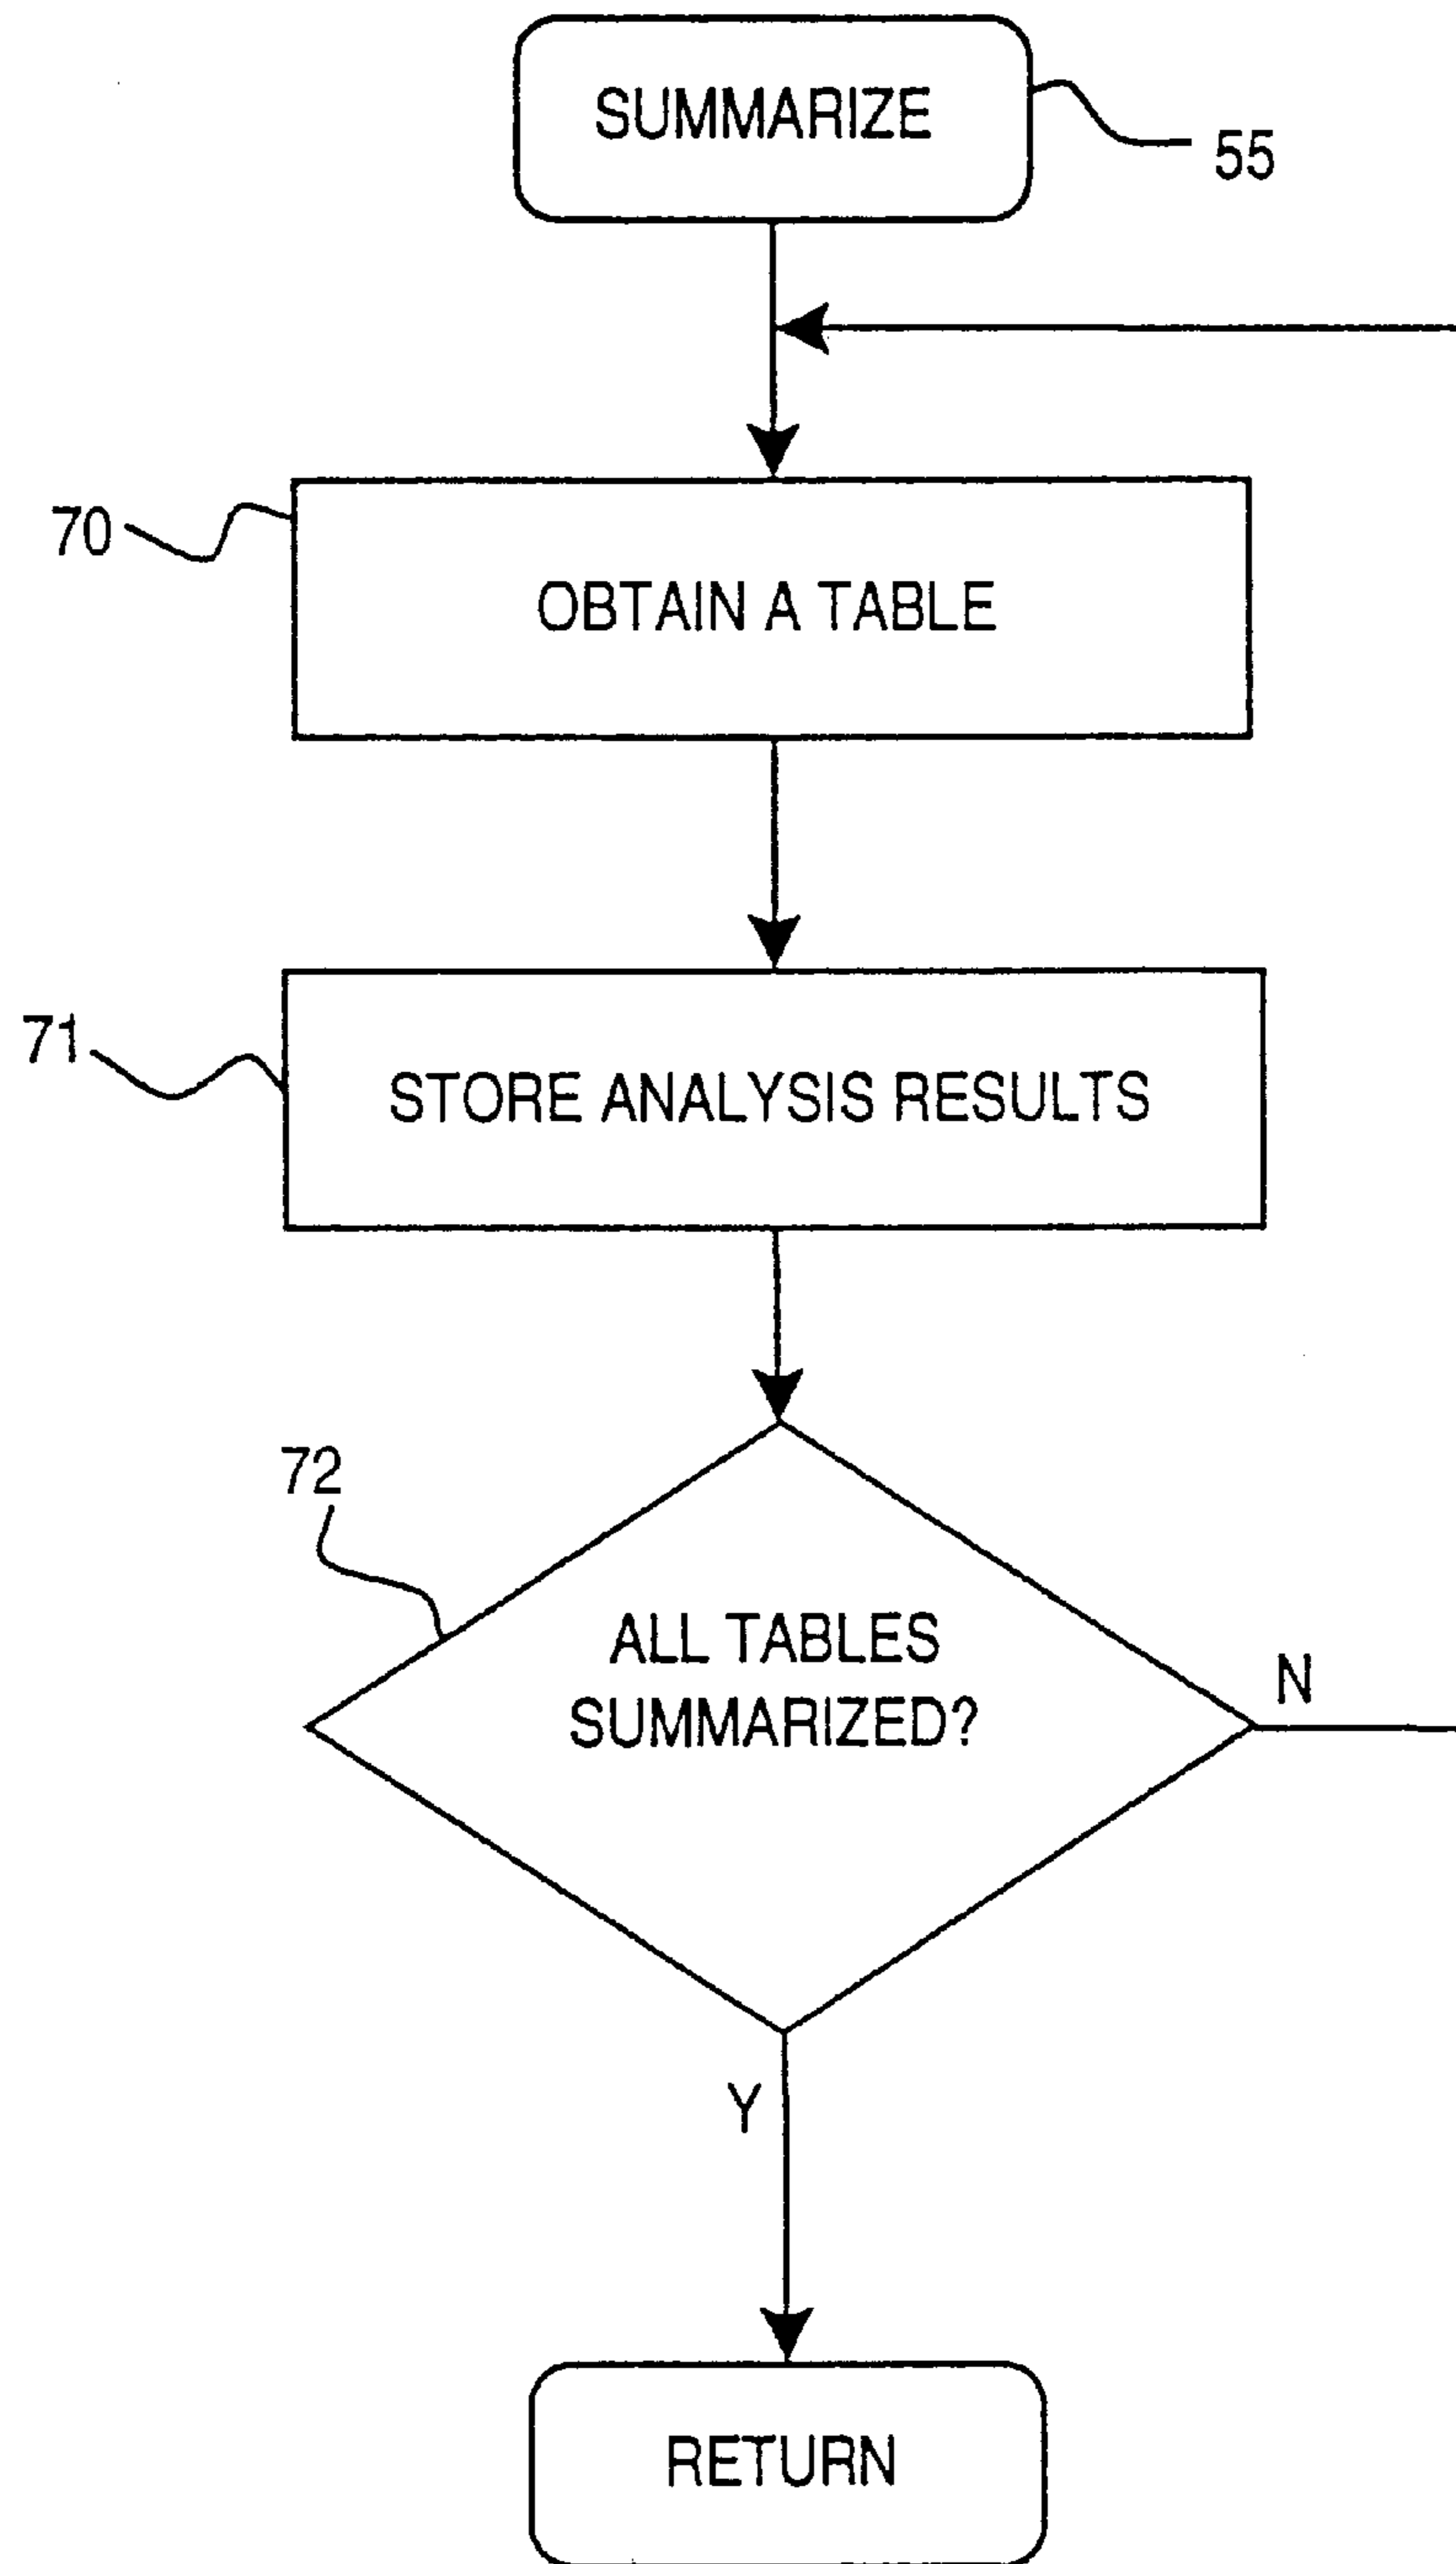 SUMMARIZE
55
70
OBTAIN A TABLE
71
STORE ANALYSIS RESULTS
72
ALL TABLES
SUMMARIZED?
N
Y
RETURN